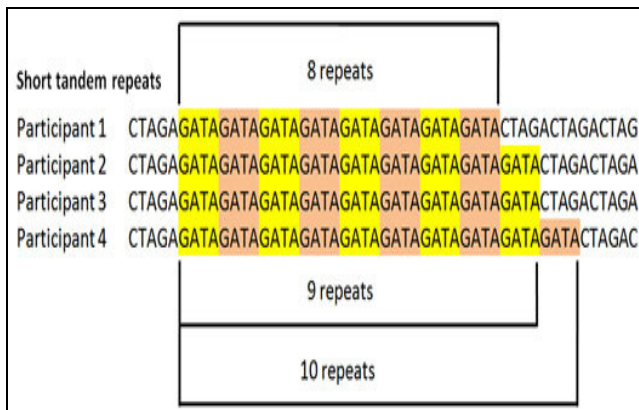 8 repeats
Short tandem repeats
Participant 1 CTAGAGATAGATAGATAGATAGATAGATAGATAGATACTAGACTAGACTAG
Participant 2 CTAGAGATAGATAGATAGATAGATAGATAGATAGATAGATACTAGACTAGA
Participant 3 CTAGAGATAGATAGATAGATAGATAGATAGATAGATAGATACTAGACTAGA
Participant 4 CTAGAGATAGATAGATAGATAGATAGATAGATAGATAGATAGATACTAGAC
9 repeats
10 repeats